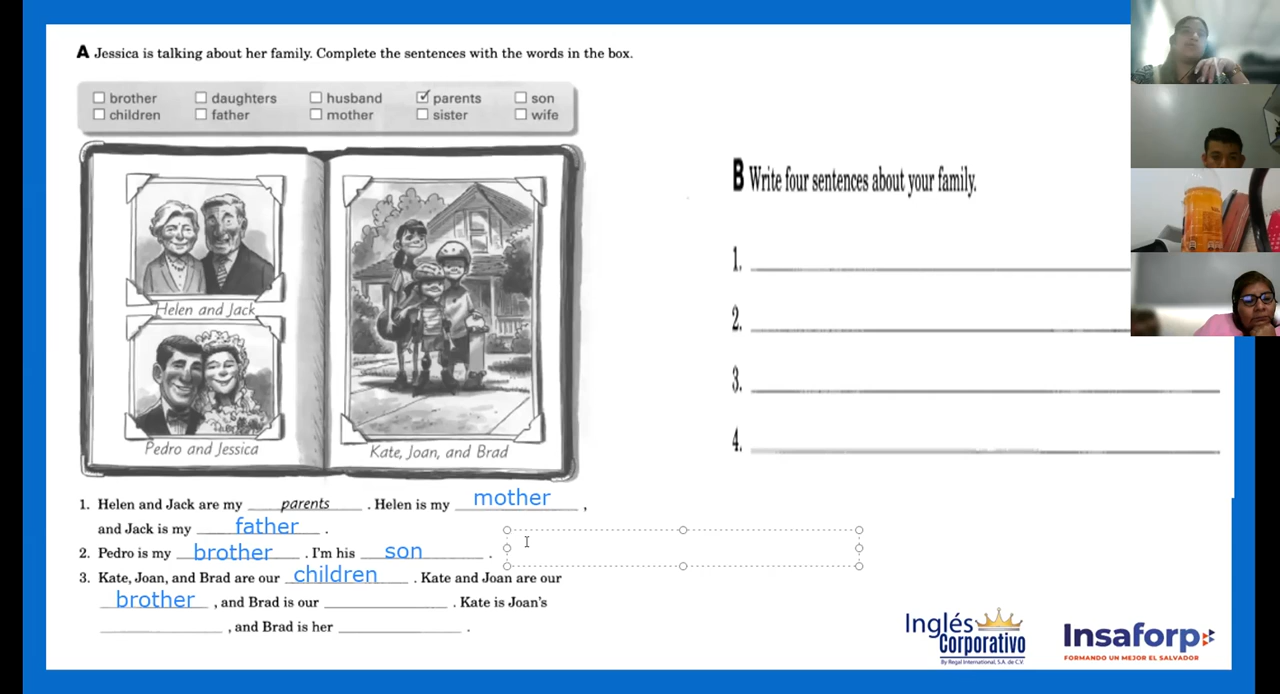 A Jessica is talking about her family. Complete the sentences with the words in the box.
brother daughters husband parents son
children father mother sister wife
Helen and Jack
Pedro and Jessica
Kate, Joan, and Brad
1. Helen and Jack are my parents . Helen is my mother ,
and Jack is my father .
2. Pedro is my brother . I'm his son .
3. Kate, Joan, and Brad are our children . Kate and Joan are our
brother , and Brad is our ____________ . Kate is Joan's
____________ , and Brad is her ____________ .
B Write four sentences about your family.
1.
2.
3.
4.
Inglés
Corporativo
By Regal International, S.A. de C.V.
Insaforp
FORMANDO UN MEJOR EL SALVADOR